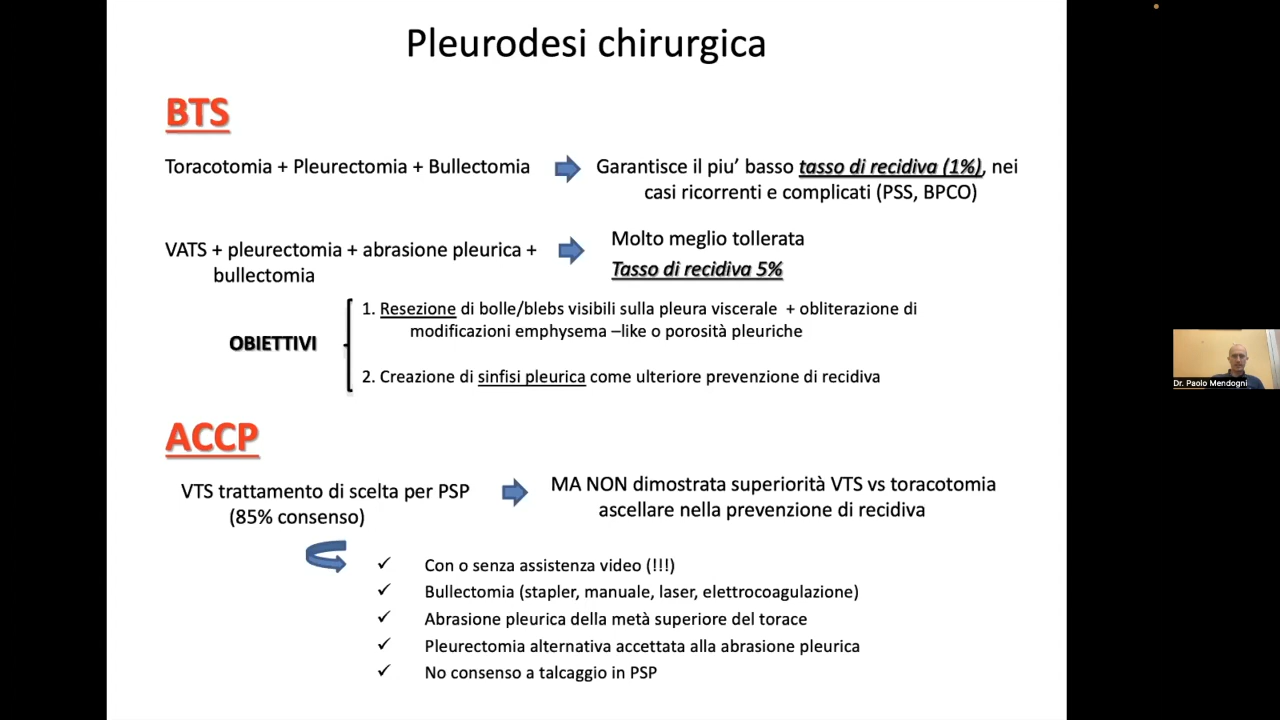 Pleurodesi chirurgica
BTS
Toracotomia + Pleurectomia + Bullectomia
Garantisce il piu’ basso tasso di recidiva (1%), nei
casi ricorrenti e complicati (PSS, BPCO)
VATS + pleurectomia + abrasione pleurica +
bullectomia
Molto meglio tollerata
Tasso di recidiva 5%
OBIETTIVI
1. Resezione di bolle/blebs visibili sulla pleura viscerale + obliterazione di
modificazioni emphysema –like o porosità pleuriche
2. Creazione di sinfisi pleurica come ulteriore prevenzione di recidiva
ACCP
VTS trattamento di scelta per PSP
(85% consenso)
MA NON dimostrata superiorità VTS vs toracotomia
ascellare nella prevenzione di recidiva
✓ Con o senza assistenza video (!!!)
✓ Bullectomia (stapler, manuale, laser, elettrocoagulazione)
✓ Abrasione pleurica della metà superiore del torace
✓ Pleurectomia alternativa accettata alla abrasione pleurica
✓ No consenso a talcaggio in PSP
Dr. Paolo Mendogni